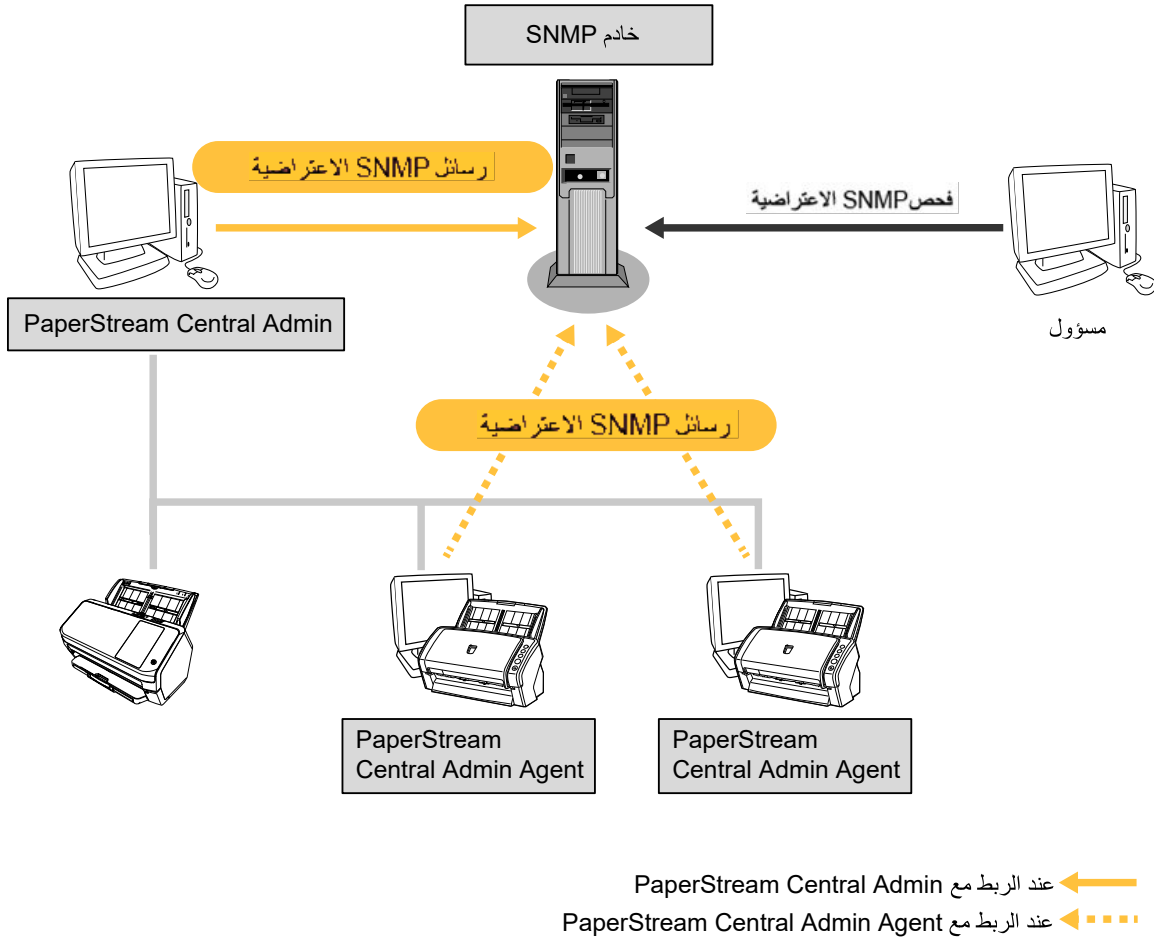 خادم SNMP
رسائل SNMP الاعتراضية
فحصSNMP الاعتراضية
PaperStream Central Admin
مسؤول
رسائل SNMP الاعتراضية
PaperStream
Central Admin Agent
PaperStream
Central Admin Agent
عند الربط مع PaperStream Central Admin
عند الربط مع PaperStream Central Admin Agent